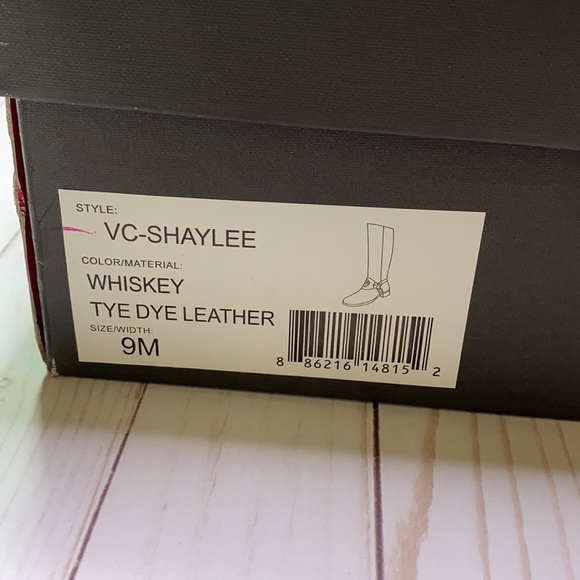 STYLE:
VC-SHAYLEE
COLOR/MATERIAL:
WHISKEY
TYE DYE LEATHER
SIZE/WIDTH:
9M
8 86216 14815 2